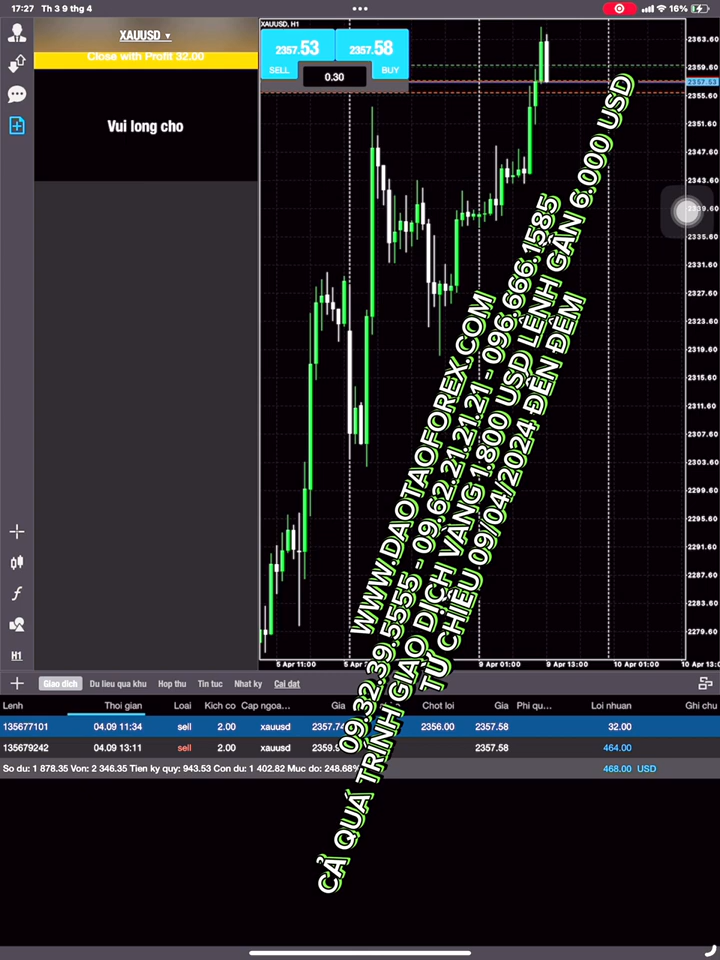 17:27 Th 3 9 thg 4
16%
XAUUSD
Close with Profit 32.00
Vui long cho
XAUUSD, H1
2357.53 2357.58
SELL 0.30 BUY
2363.60
2359.60
2357.53
2355.60
2351.60
2347.60
2343.60
2339.60
2335.60
2331.60
2327.60
2323.60
2319.60
2315.60
2311.60
2307.60
2303.60
2299.60
2295.60
2291.60
2287.60
2283.60
2279.60
5 Apr 11:00 9 Apr 01:00 9 Apr 13:00 10 Apr 01:00 10 Apr 13:
WWW.DAOTAOFOREX.COM
09.32.39.5555 - 09.62.21.21.21 - 096.666.1585
CẢ QUÁ TRÌNH GIAO DỊCH VÀNG 1.800 USD LÊNH GẦN 6.000 USD
TỪ CHIỀU 09/04/2024 ĐẾN ĐÊM
H1
Giao dich Du lieu qua khu Hop thu Tin tuc Nhat ky Cai dat
Lenh Thoi gian Loai Kich co Cap ngoa... Gia Chot loi Gia Phi qu... Loi nhuan Ghi chu
135677101 04.09 11:34 sell 2.00 xauusd 2357.74 2356.00 2357.58 32.00
135679242 04.09 13:11 sell 2.00 xauusd 2359.9 2357.58 464.00
So du: 1 878.35 Von: 2 346.35 Tien ky quy: 943.53 Con du: 1 402.82 Muc do: 248.68% 468.00 USD